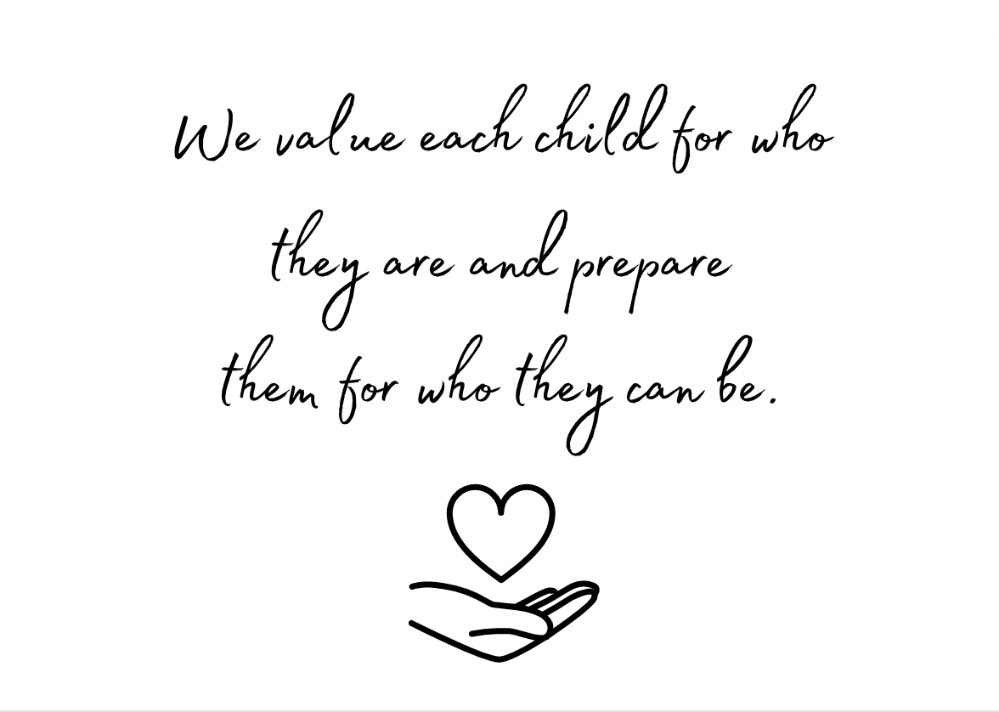 We value each child for who
they are and prepare
them for who they can be.